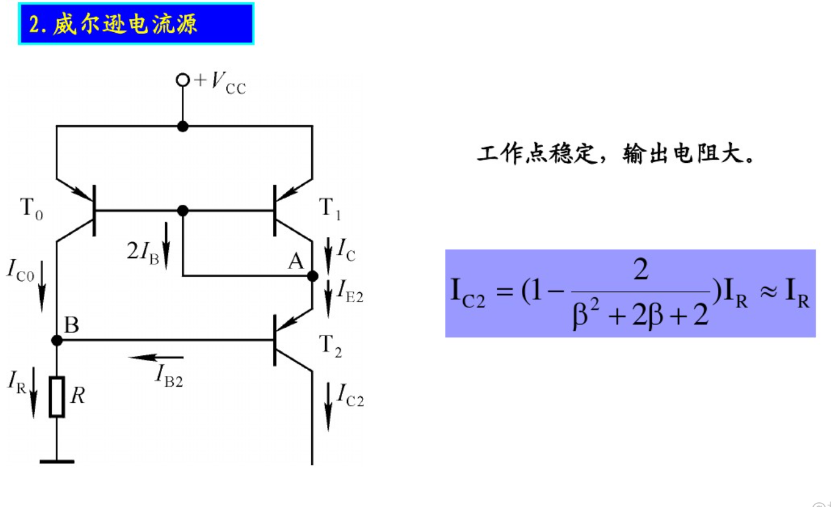 2.威尔逊电流源
+V_CC
工作点稳定，输出电阻大。
T_0
T_1
2I_B
A
I_C
I_C0
I_E2
I_C2 = (1− 2/(β² + 2β + 2))I_R ≈ I_R
B
T_2
I_B2
I_R
R
I_C2